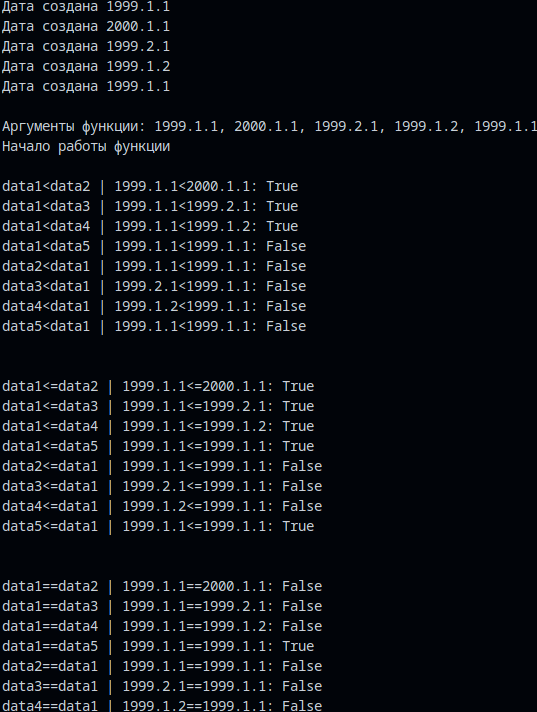 Дата создана 1999.1.1
Дата создана 2000.1.1
Дата создана 1999.2.1
Дата создана 1999.1.2
Дата создана 1999.1.1
Аргументы функции: 1999.1.1, 2000.1.1, 1999.2.1, 1999.1.2, 1999.1.1
Начало работы функции
data1<data2 | 1999.1.1<2000.1.1: True
data1<data3 | 1999.1.1<1999.2.1: True
data1<data4 | 1999.1.1<1999.1.2: True
data1<data5 | 1999.1.1<1999.1.1: False
data2<data1 | 1999.1.1<1999.1.1: False
data3<data1 | 1999.2.1<1999.1.1: False
data4<data1 | 1999.1.2<1999.1.1: False
data5<data1 | 1999.1.1<1999.1.1: False
data1<=data2 | 1999.1.1<=2000.1.1: True
data1<=data3 | 1999.1.1<=1999.2.1: True
data1<=data4 | 1999.1.1<=1999.1.2: True
data1<=data5 | 1999.1.1<=1999.1.1: True
data2<=data1 | 1999.1.1<=1999.1.1: False
data3<=data1 | 1999.2.1<=1999.1.1: False
data4<=data1 | 1999.1.2<=1999.1.1: False
data5<=data1 | 1999.1.1<=1999.1.1: True
data1==data2 | 1999.1.1==2000.1.1: False
data1==data3 | 1999.1.1==1999.2.1: False
data1==data4 | 1999.1.1==1999.1.2: False
data1==data5 | 1999.1.1==1999.1.1: True
data2==data1 | 1999.1.1==1999.1.1: False
data3==data1 | 1999.2.1==1999.1.1: False
data4==data1 | 1999.1.2==1999.1.1: False